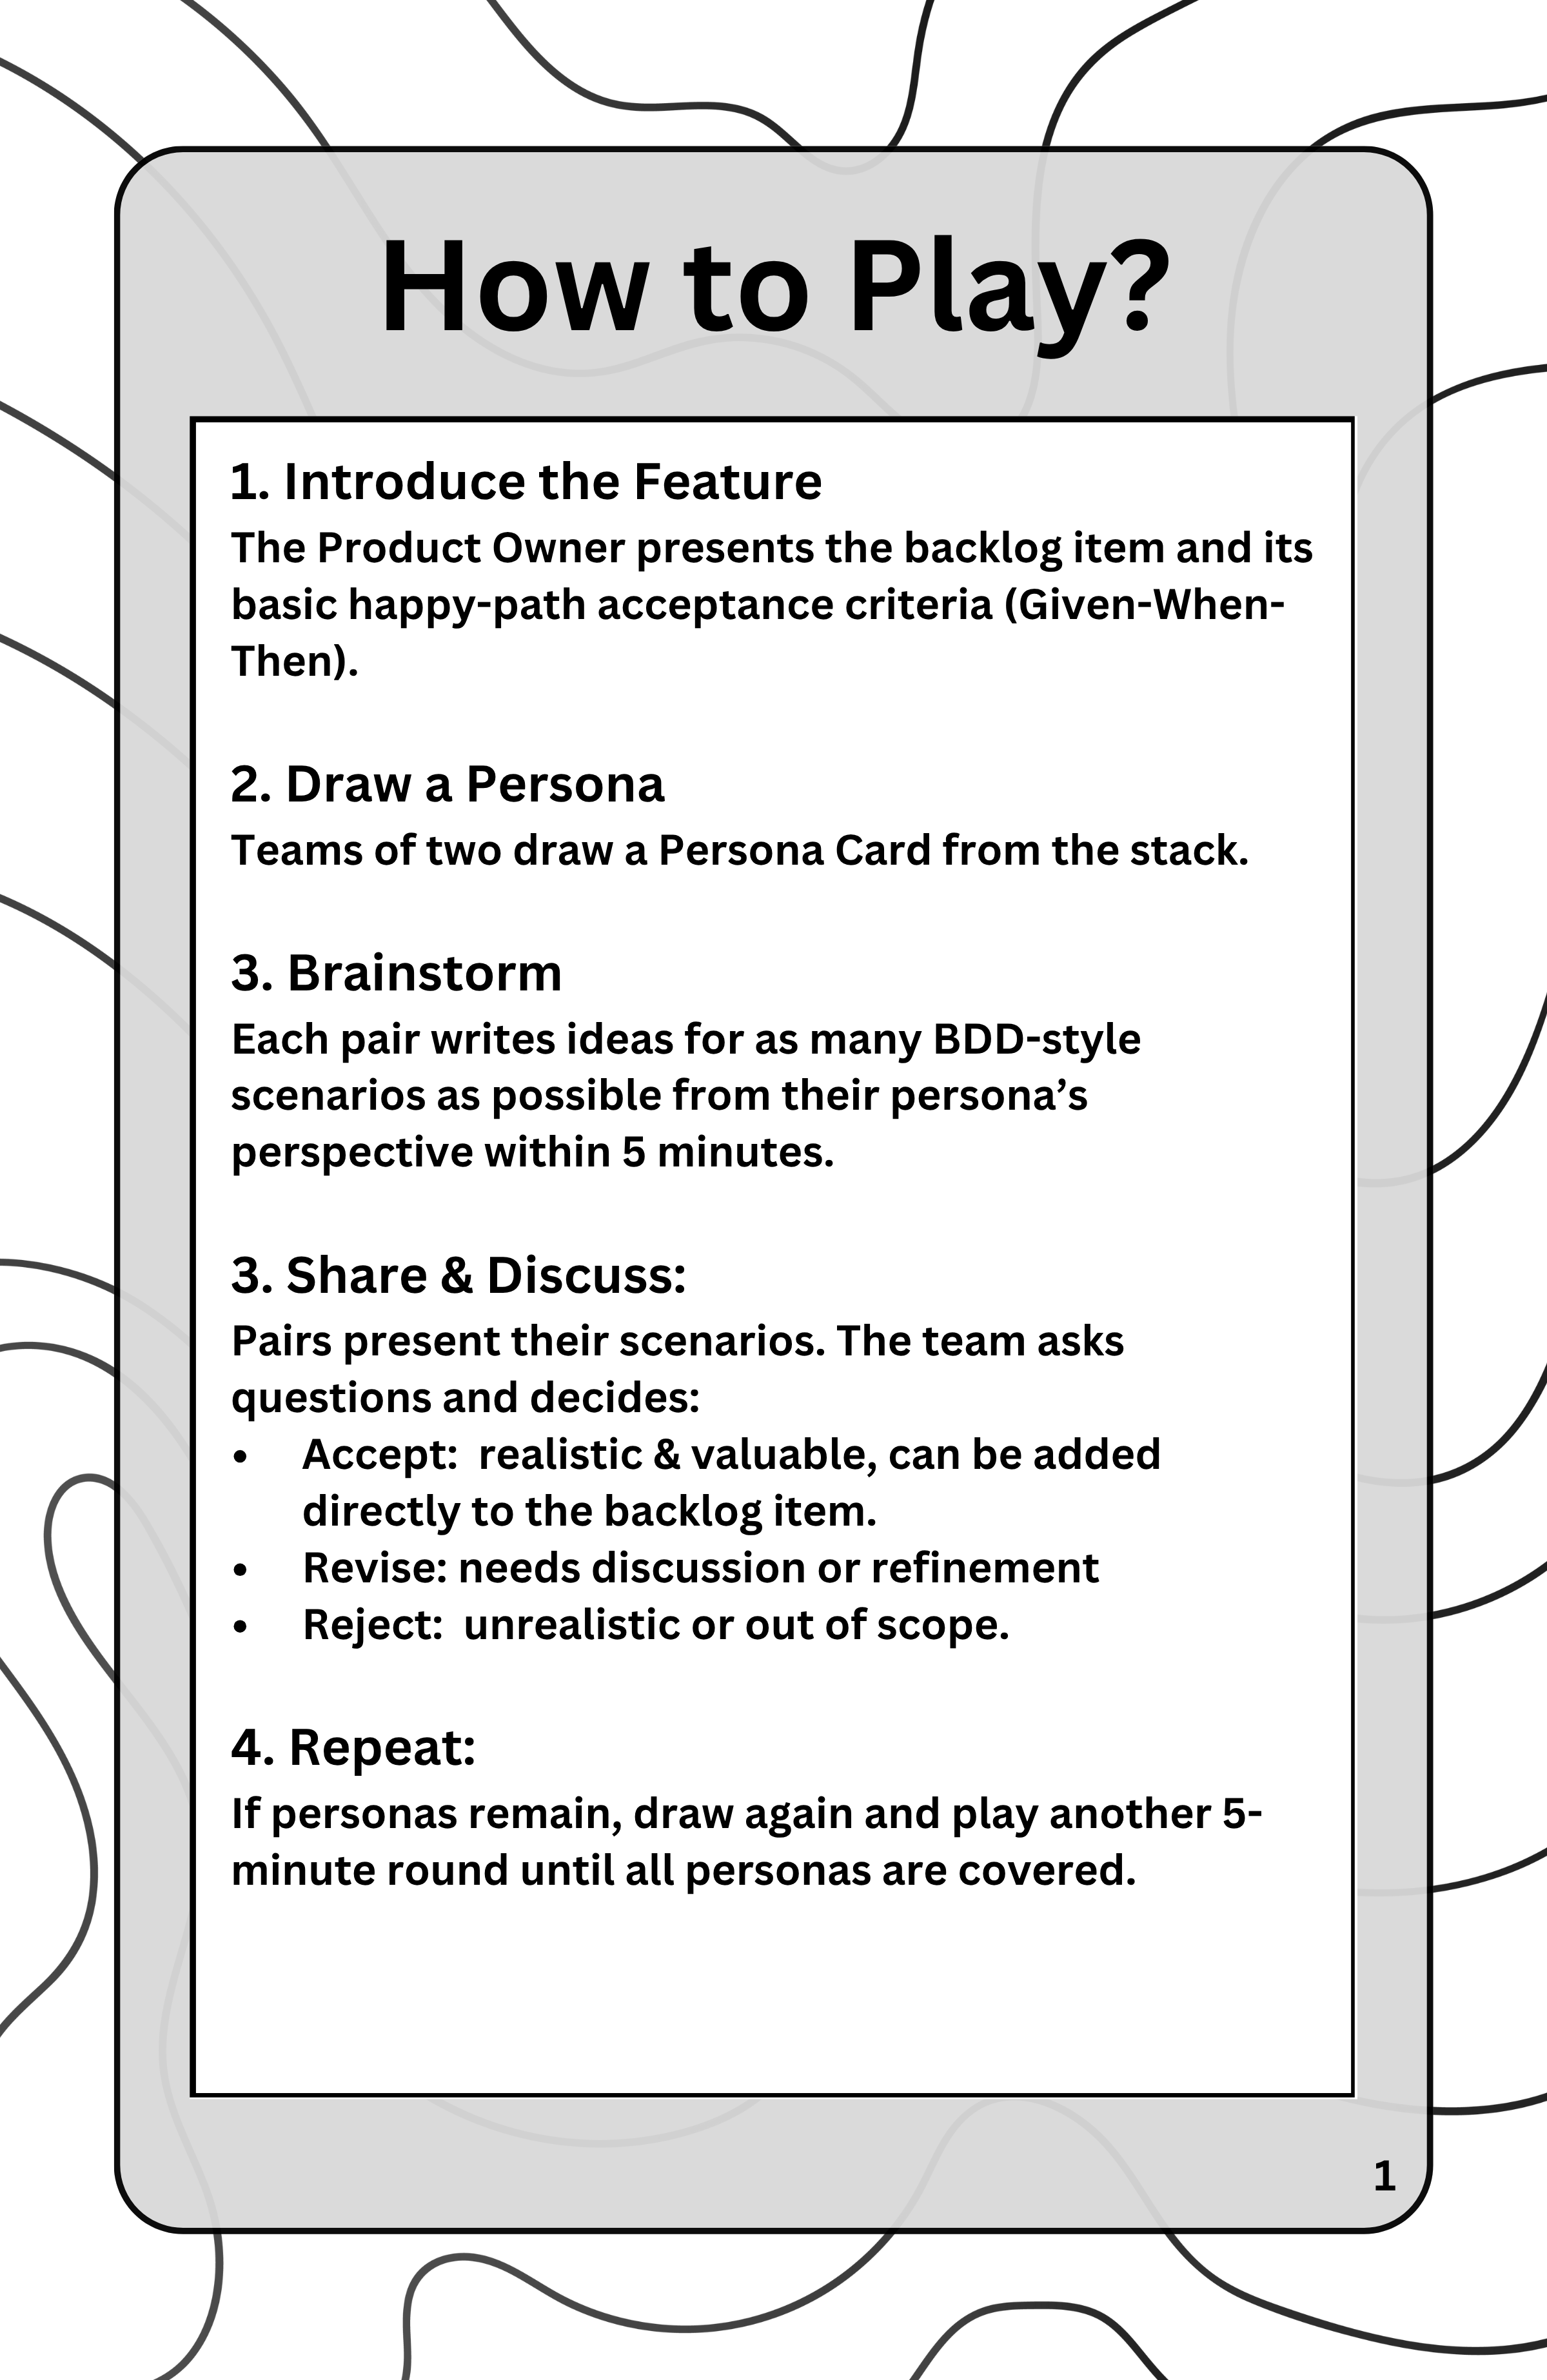 How to Play?
1. Introduce the Feature
The Product Owner presents the backlog item and its
basic happy-path acceptance criteria (Given-When-
Then).
2. Draw a Persona
Teams of two draw a Persona Card from the stack.
3. Brainstorm
Each pair writes ideas for as many BDD-style
scenarios as possible from their persona’s
perspective within 5 minutes.
3. Share & Discuss:
Pairs present their scenarios. The team asks
questions and decides:
• Accept:  realistic & valuable, can be added
directly to the backlog item.
• Revise: needs discussion or refinement
• Reject:  unrealistic or out of scope.
4. Repeat:
If personas remain, draw again and play another 5-
minute round until all personas are covered.
1